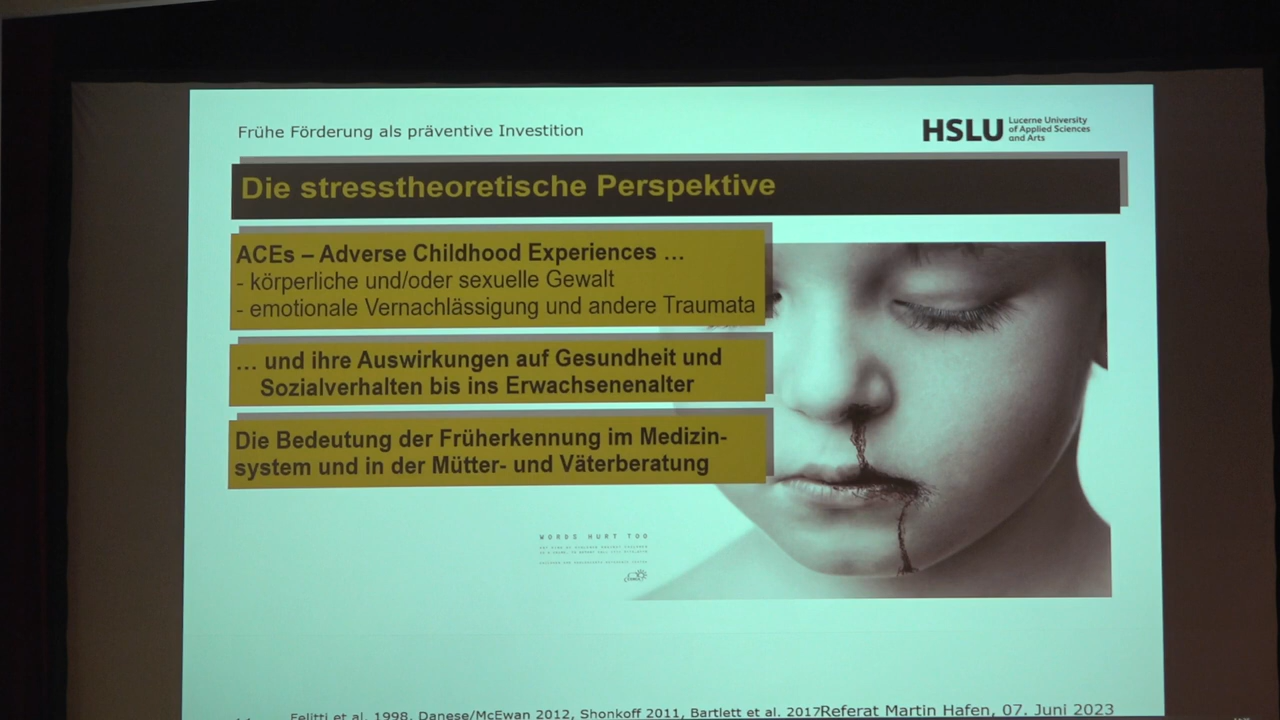 Frühe Förderung als präventive Investition
HSLU
Lucerne University
of Applied Sciences
and Arts
Die stresstheoretische Perspektive
ACEs – Adverse Childhood Experiences ...
- körperliche und/oder sexuelle Gewalt
- emotionale Vernachlässigung und andere Traumata
... und ihre Auswirkungen auf Gesundheit und
Sozialverhalten bis ins Erwachsenenalter
Die Bedeutung der Früherkennung im Medizin-
system und in der Mütter- und Väterberatung
WORDS HURT TOO
Felitti et al. 1998, Danese/McEwan 2012, Shonkoff 2011, Bartlett et al. 2017
Referat Martin Hafen, 07. Juni 2023